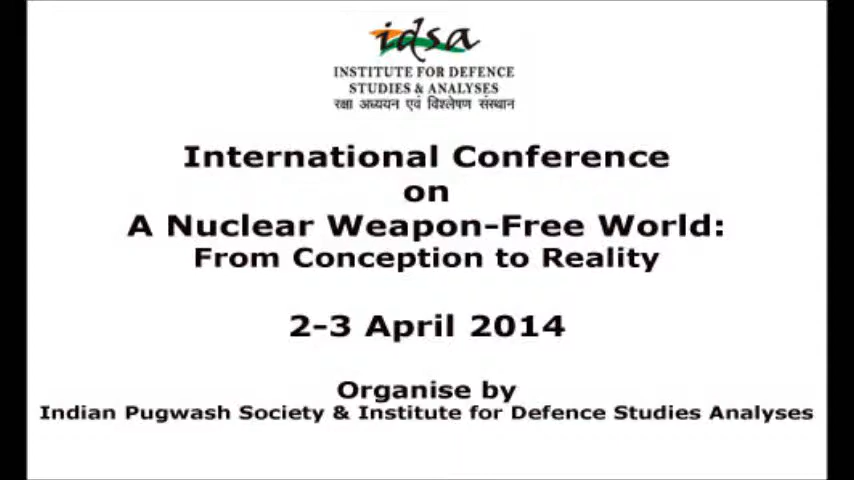 idsa
INSTITUTE FOR DEFENCE
STUDIES & ANALYSES
रक्षा अध्ययन एवं विश्लेषण संस्थान
International Conference
on
A Nuclear Weapon-Free World:
From Conception to Reality
2-3 April 2014
Organise by
Indian Pugwash Society & Institute for Defence Studies Analyses